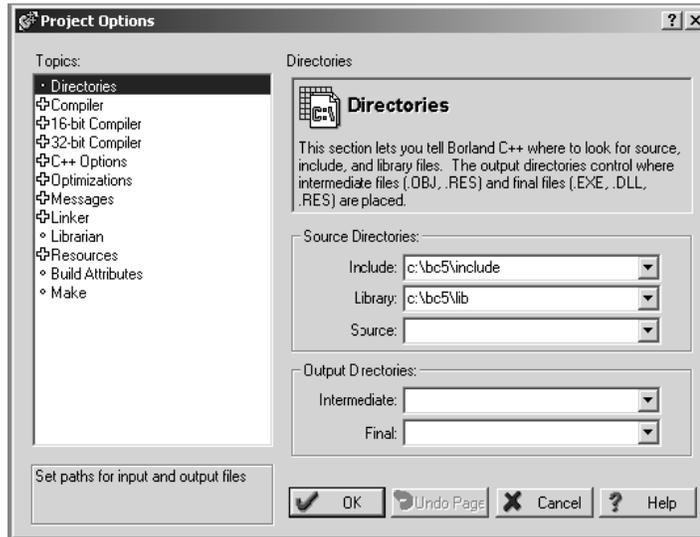 Project Options
Topics:
Directories
Compiler
16-bit Compiler
32-bit Compiler
C++ Options
Optimizations
Messages
Linker
Librarian
Resources
Build Attributes
Make
Set paths for input and output files
Directories
C:\
Directories
This section lets you tell Borland C++ where to look for source,
include, and library files. The output directories control where
intermediate files (.OBJ, .RES) and final files (.EXE, .DLL,
.RES) are placed.
Source Directories:
Include: c:\bc5\include
Library: c:\bc5\lib
Source:
Output Directories:
Intermediate:
Final:
OK
Undo Page
Cancel
? Help